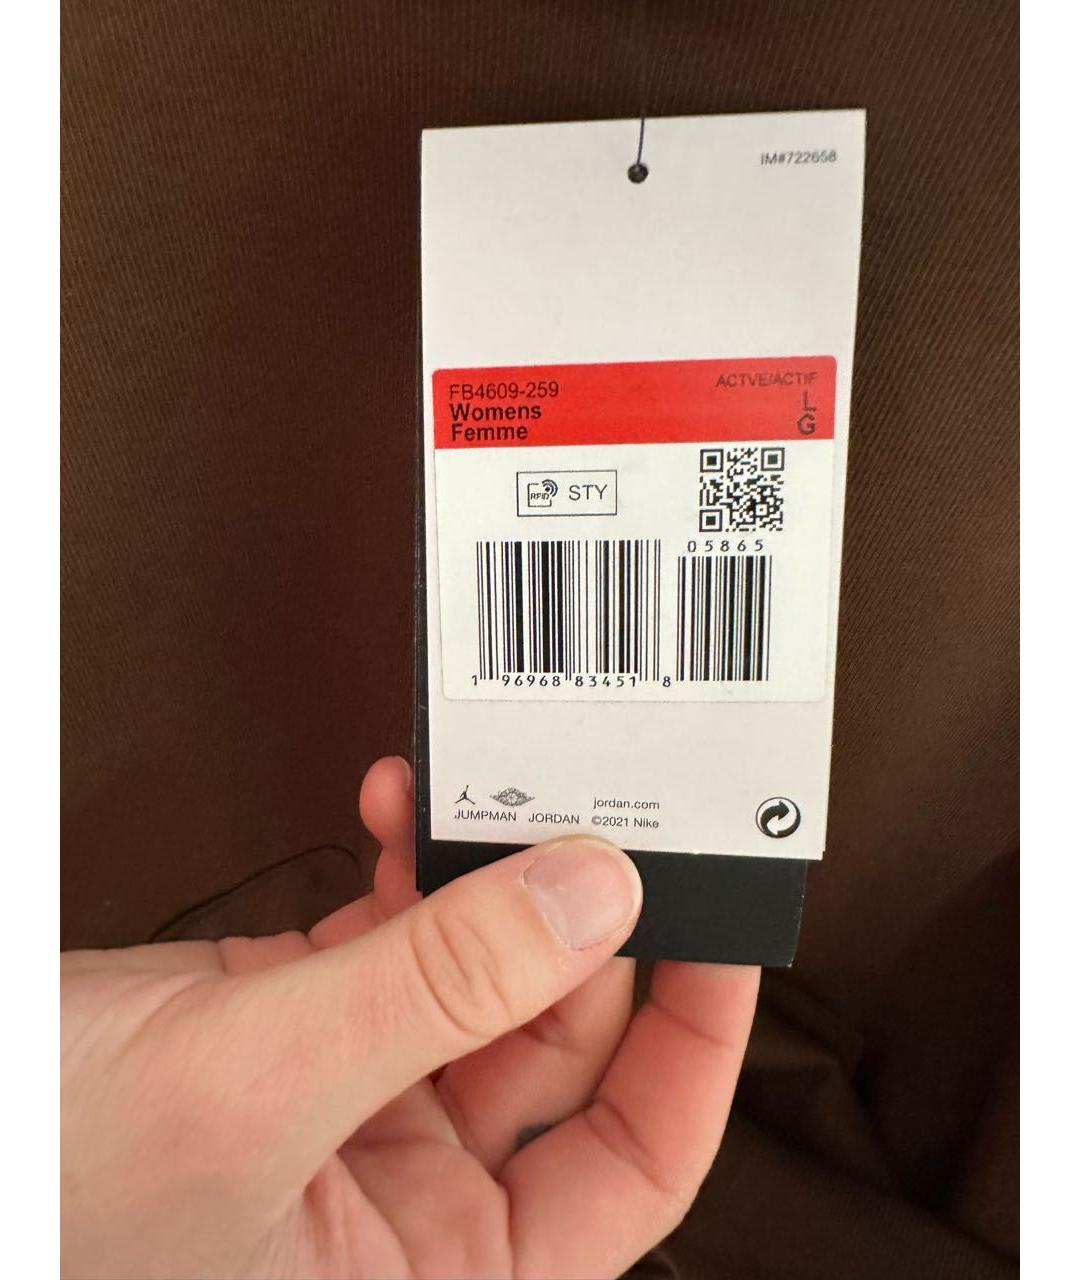 IM#722658
FB4609-259
ACTVE/ACTIF
Womens
L
Femme
G
RFID STY
05865
1 96968 83451 8
jordan.com
JUMPMAN JORDAN ©2021 Nike